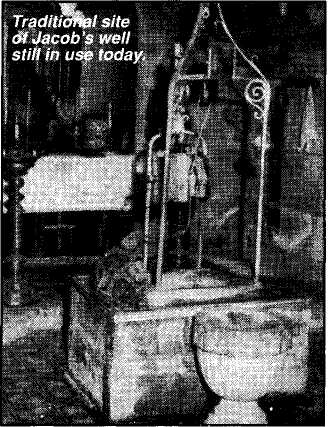 Traditional site
of Jacob's well
still in use today.